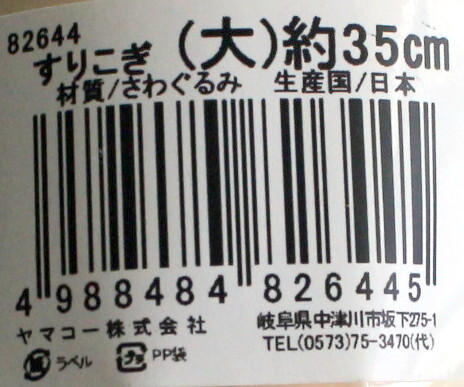 82644
すりこぎ (大)約35cm
材質/さわぐるみ 生産国/日本
4 988484 826445
ヤマコー株式会社 岐阜県中津川市坂下275-1
ラベル プラ PP袋 TEL(0573)75-3470(代)